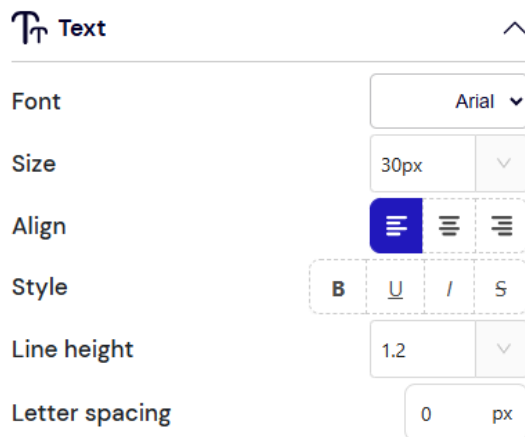 Text
Font Arial
Size 30px
Align
Style B U I S
Line height 1.2
Letter spacing 0 px